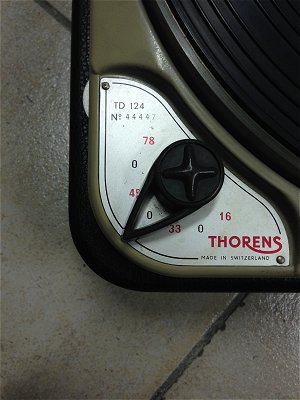 TD 124
Nº 44447
78
0
45
0
33
0
16
THORENS
MADE IN SWITZERLAND